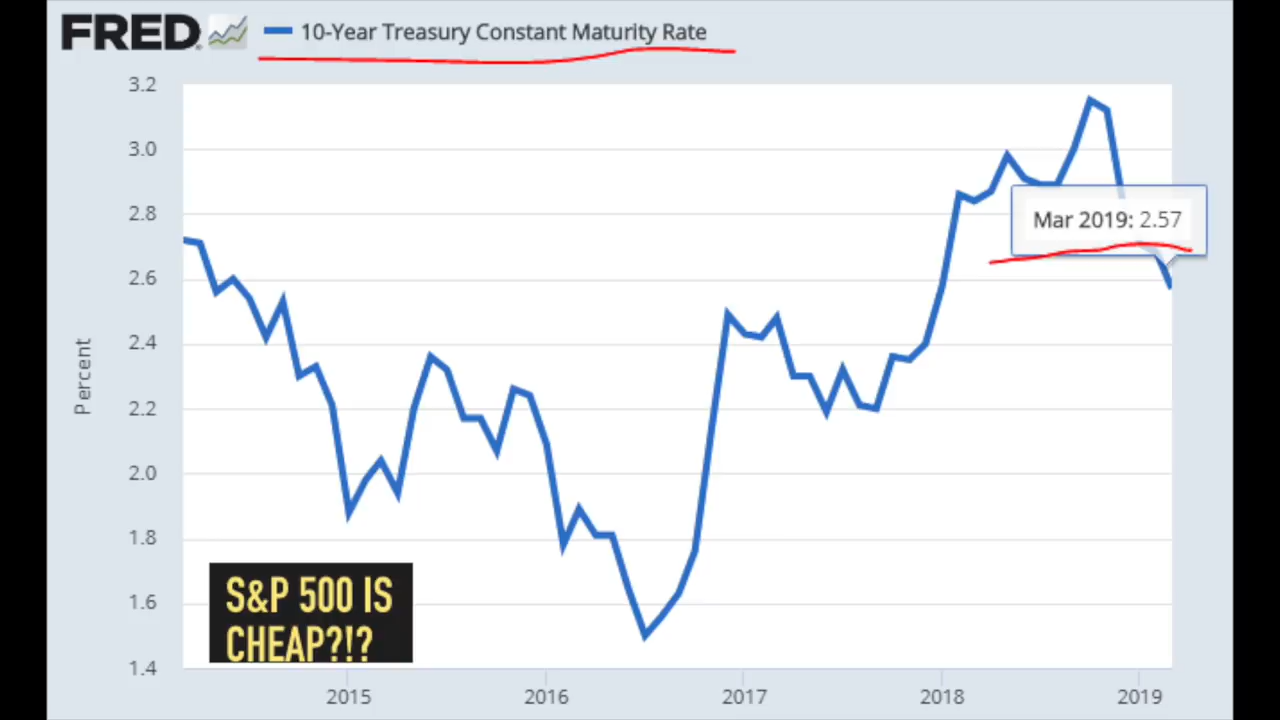 FRED
10-Year Treasury Constant Maturity Rate
3.2
3.0
2.8
2.6
2.4
2.2
2.0
1.8
1.6
1.4
Percent
Mar 2019: 2.57
S&P 500 IS
CHEAP?!?
2015
2016
2017
2018
2019